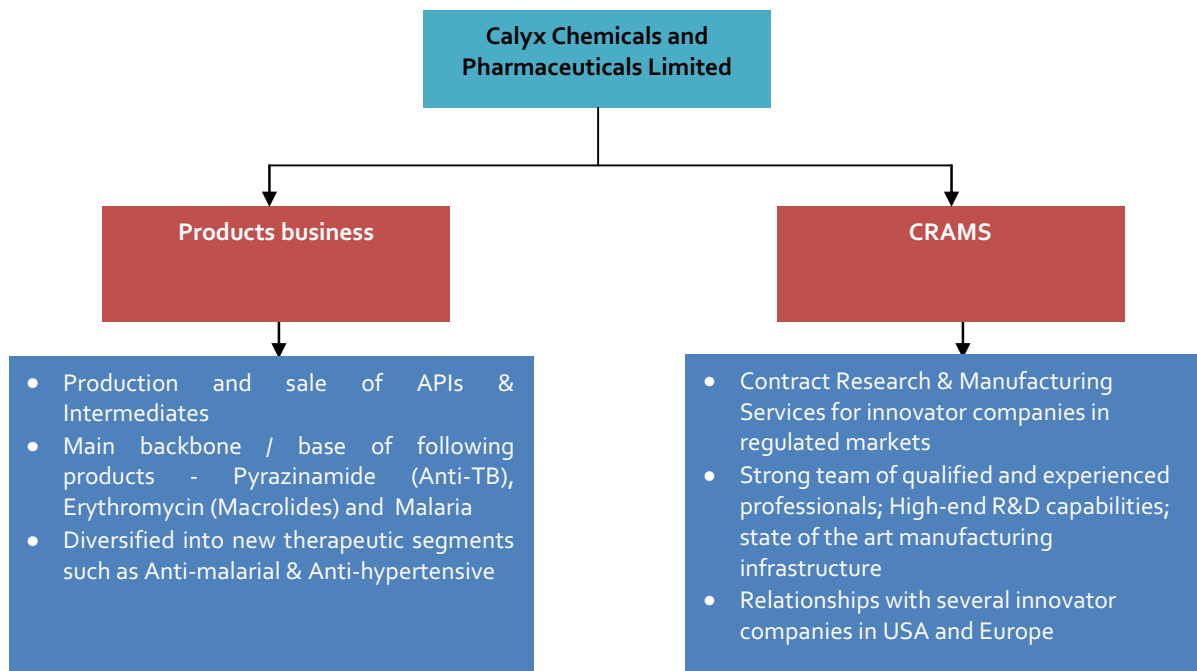 Calyx Chemicals and
Pharmaceuticals Limited
Products business
CRAMS
● Production and sale of APIs &
Intermediates
● Main backbone / base of following
products - Pyrazinamide (Anti-TB),
Erythromycin (Macrolides) and Malaria
● Diversified into new therapeutic segments
such as Anti-malarial & Anti-hypertensive
● Contract Research & Manufacturing
Services for innovator companies in
regulated markets
● Strong team of qualified and experienced
professionals; High-end R&D capabilities;
state of the art manufacturing
infrastructure
● Relationships with several innovator
companies in USA and Europe